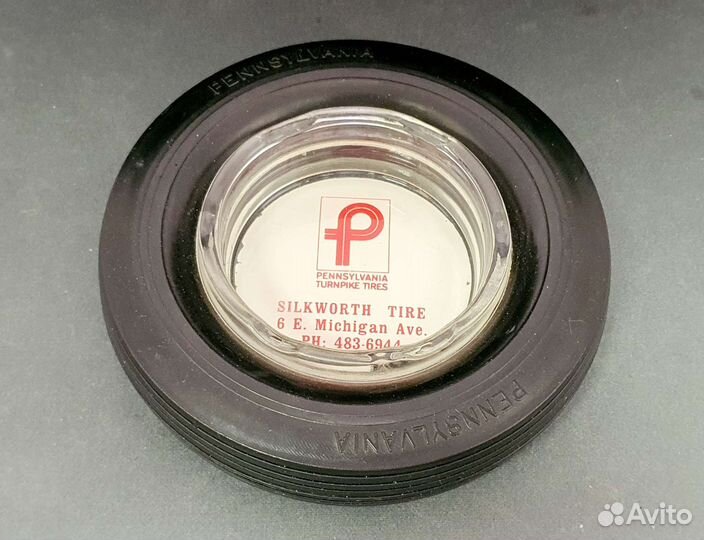 PENNSYLVANIA
P
PENNSYLVANIA
TURNPIKE TIRES
SILKWORTH TIRE
6 E. Michigan Ave.
PH: 483-6944
PENNSYLVANIA
Avito